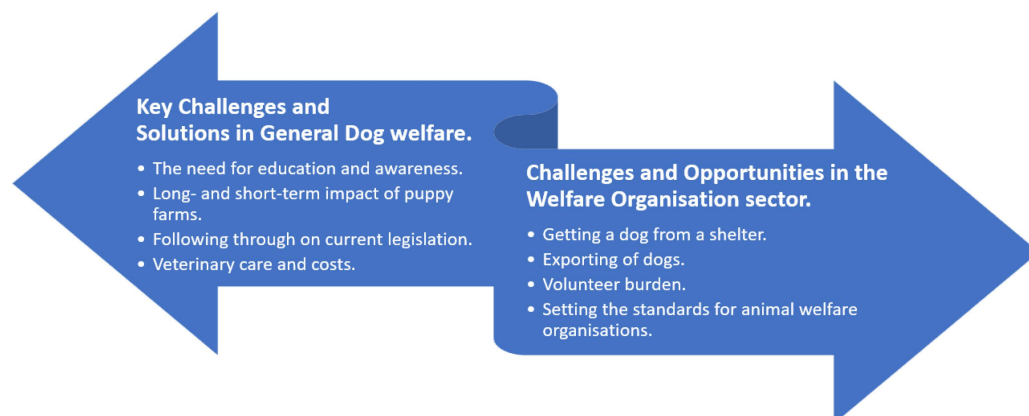 Key Challenges and
Solutions in General Dog welfare.
• The need for education and awareness.
• Long- and short-term impact of puppy
farms.
• Following through on current legislation.
• Veterinary care and costs.
Challenges and Opportunities in the
Welfare Organisation sector.
• Getting a dog from a shelter.
• Exporting of dogs.
• Volunteer burden.
• Setting the standards for animal welfare
organisations.